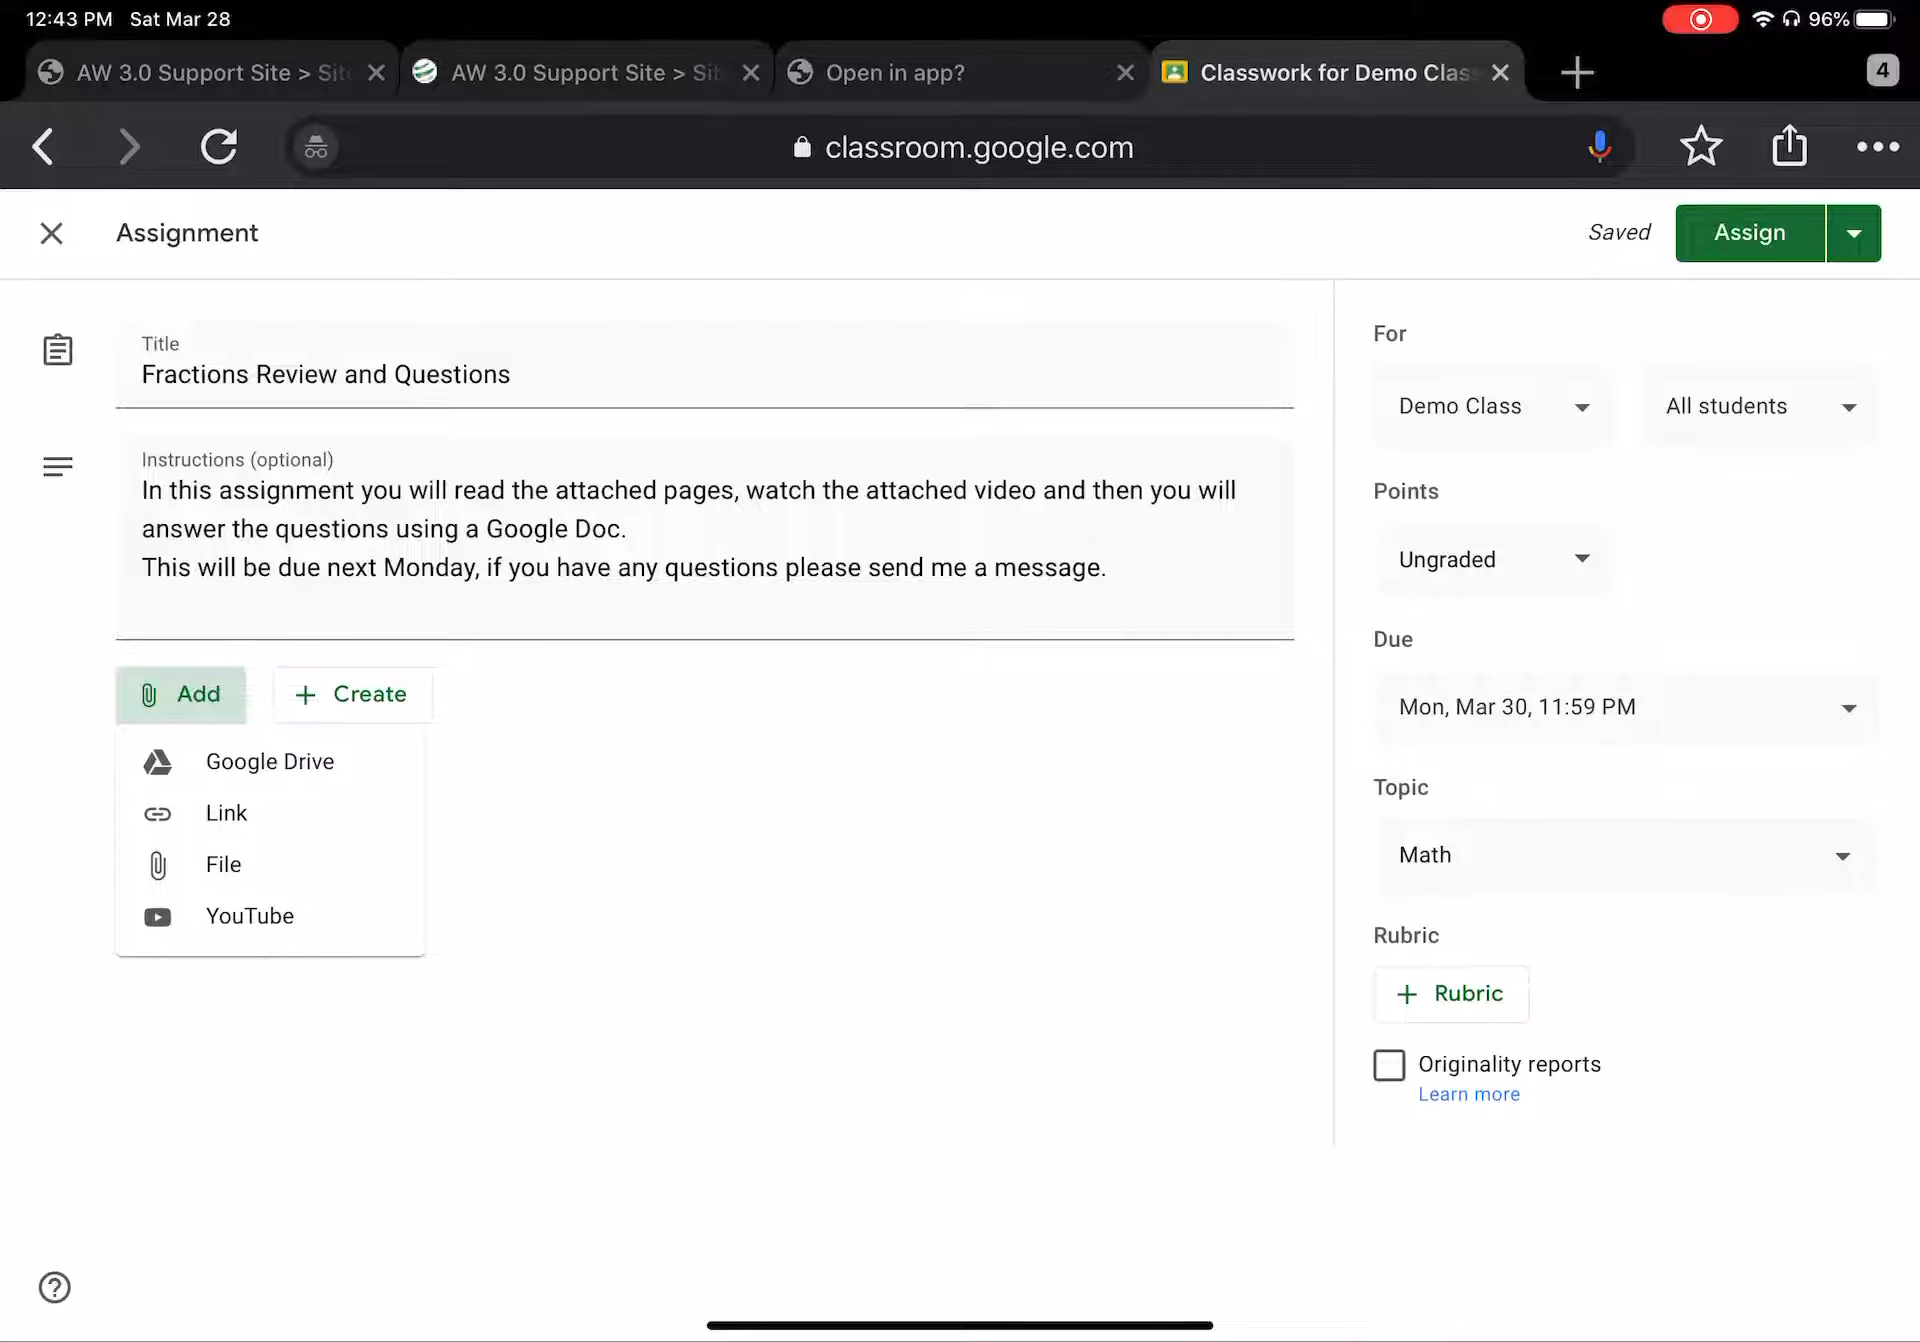 12:43 PM Sat Mar 28
96%
AW 3.0 Support Site > Sit
AW 3.0 Support Site > Sit
Open in app?
Classwork for Demo Clas
4
classroom.google.com
Assignment
Saved
Assign
Title
Fractions Review and Questions
Instructions (optional)
In this assignment you will read the attached pages, watch the attached video and then you will
answer the questions using a Google Doc.
This will be due next Monday, if you have any questions please send me a message.
Add
Create
Google Drive
Link
File
YouTube
For
Demo Class
All students
Points
Ungraded
Due
Mon, Mar 30, 11:59 PM
Topic
Math
Rubric
Rubric
Originality reports
Learn more